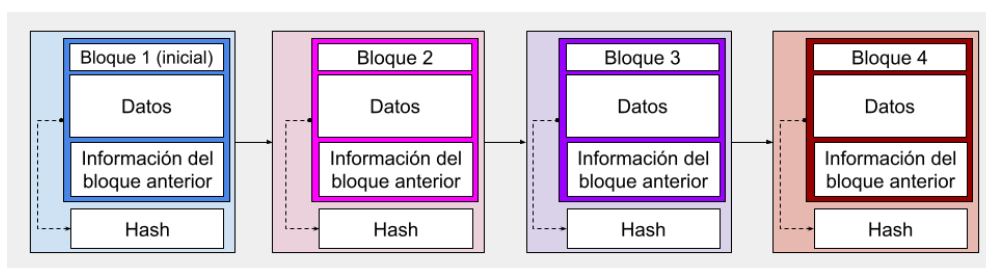 Bloque 1 (inicial)
Datos
Información del
bloque anterior
Hash
Bloque 2
Datos
Información del
bloque anterior
Hash
Bloque 3
Datos
Información del
bloque anterior
Hash
Bloque 4
Datos
Información del
bloque anterior
Hash